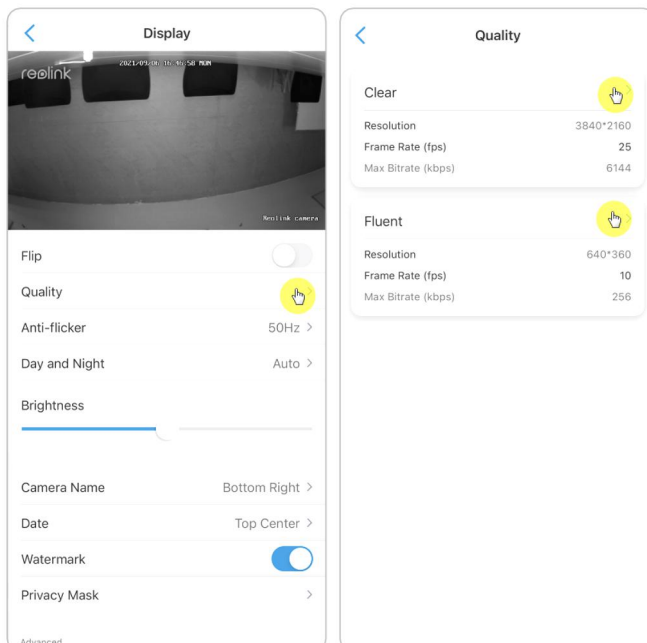 Display
2021/09/06 16:46:58 MON
reolink
Reolink camera
Flip
Quality
Anti-flicker 50Hz
Day and Night Auto
Brightness
Camera Name Bottom Right
Date Top Center
Watermark
Privacy Mask
Advanced
Quality
Clear
Resolution 3840*2160
Frame Rate (fps) 25
Max Bitrate (kbps) 6144
Fluent
Resolution 640*360
Frame Rate (fps) 10
Max Bitrate (kbps) 256